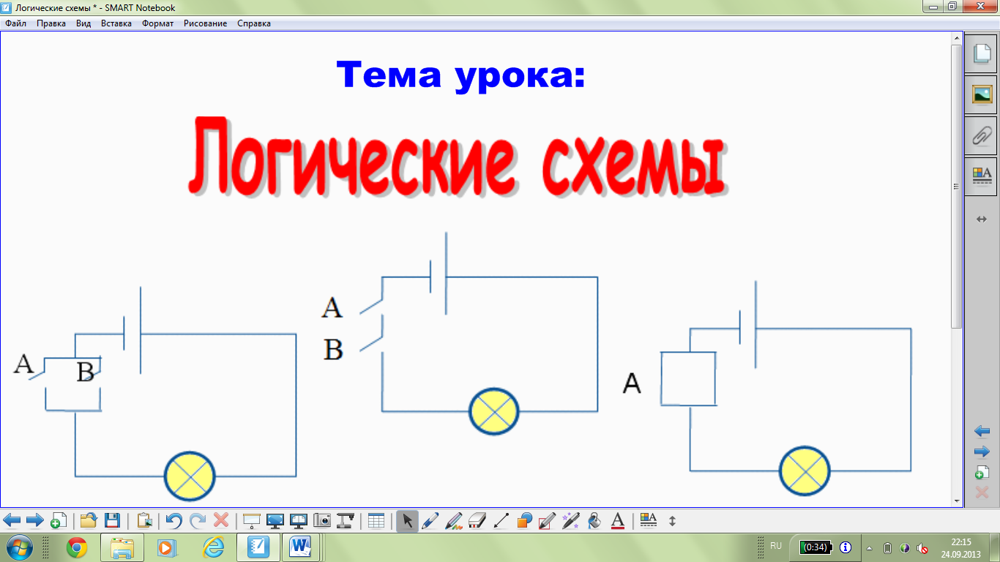 Логические схемы * - SMART Notebook
Файл Правка Вид Вставка Формат Рисование Справка
Тема урока:
Логические схемы
A B
A
B
A
RU (0:34) 22:15
24.09.2013